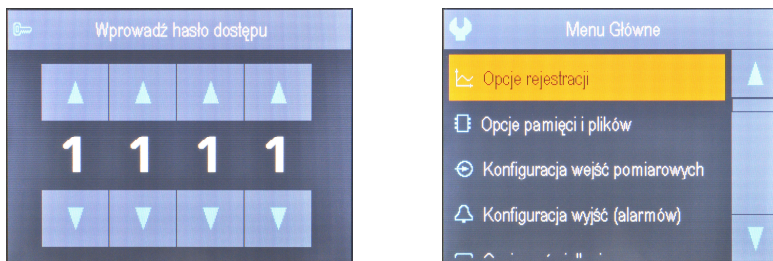 Wprowadź hasło dostępu
1 1 1 1
Menu Główne
Opcje rejestracji
Opcje pamięci i plików
Konfiguracja wejść pomiarowych
Konfiguracja wyjść (alarmów)